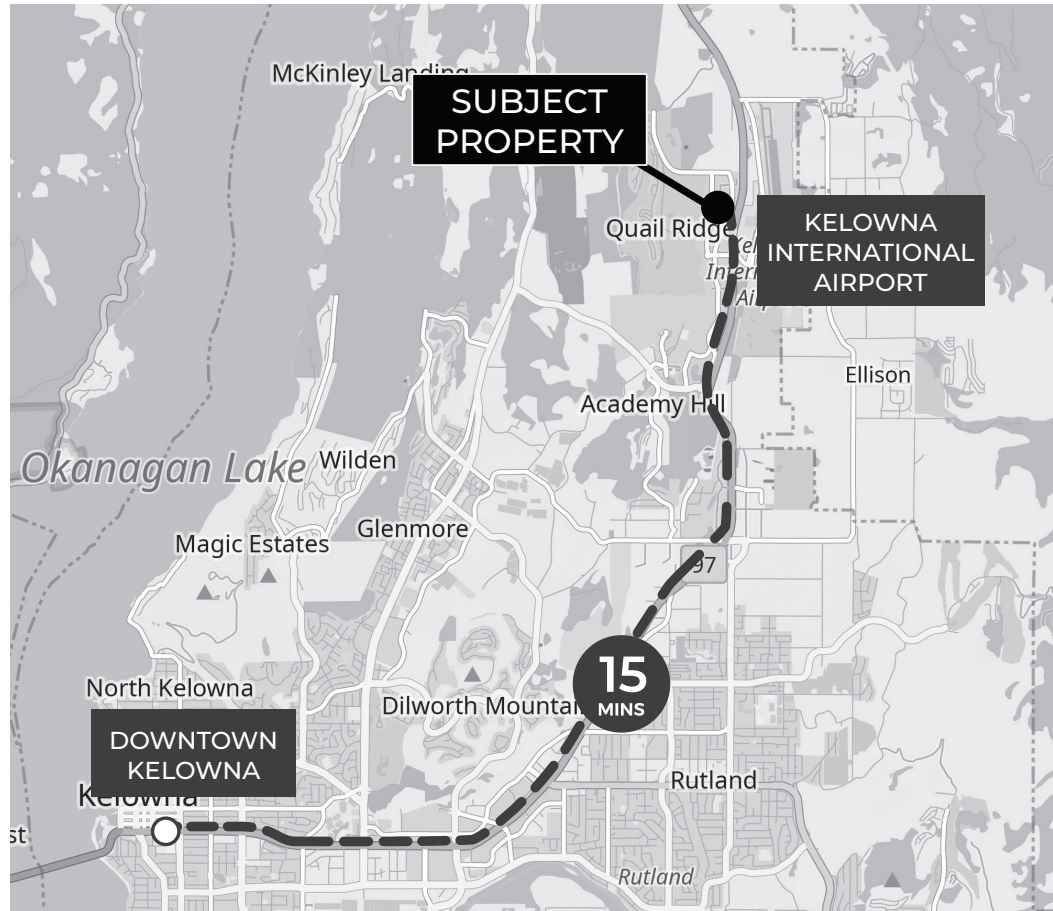 McKinley Landing
SUBJECT
PROPERTY
Quail Ridge
KELOWNA
INTERNATIONAL
AIRPORT
Ellison
Academy Hill
Okanagan Lake
Wilden
Glenmore
Magic Estates
97
15
MINS
North Kelowna
Dilworth Mountain
DOWNTOWN
KELOWNA
Kelowna
Rutland
st
Rutland